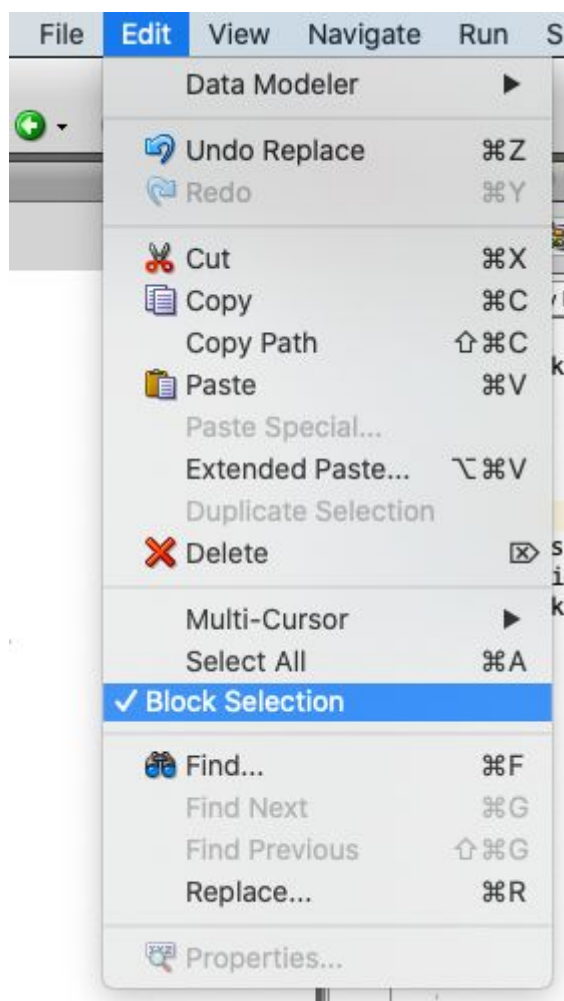 File Edit View Navigate Run S
Data Modeler ▶
Undo Replace ⌘Z
Redo ⌘Y
Cut ⌘X
Copy ⌘C
Copy Path ⇧⌘C
Paste ⌘V
Paste Special...
Extended Paste... ⌥⌘V
Duplicate Selection
Delete ⌦
Multi-Cursor ▶
Select All ⌘A
✓ Block Selection
Find... ⌘F
Find Next ⌘G
Find Previous ⇧⌘G
Replace... ⌘R
Properties...